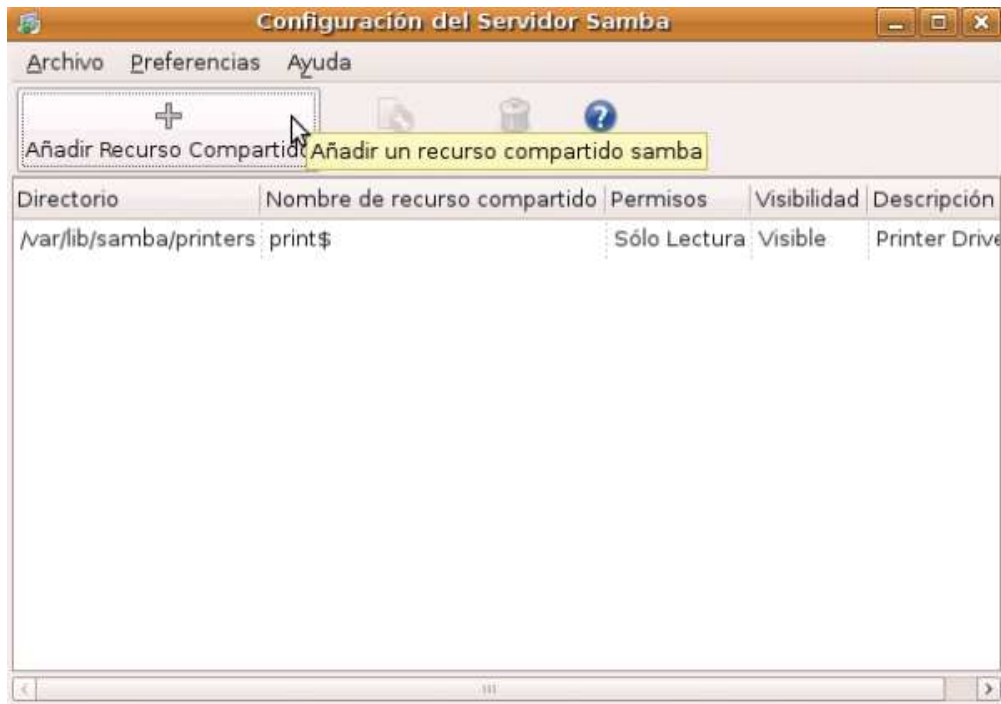 Configuración del Servidor Samba
Archivo Preferencias Ayuda
Añadir Recurso Compartido
Añadir un recurso compartido samba
Directorio Nombre de recurso compartido Permisos Visibilidad Descripción
/var/lib/samba/printers print$ Sólo Lectura Visible Printer Drive